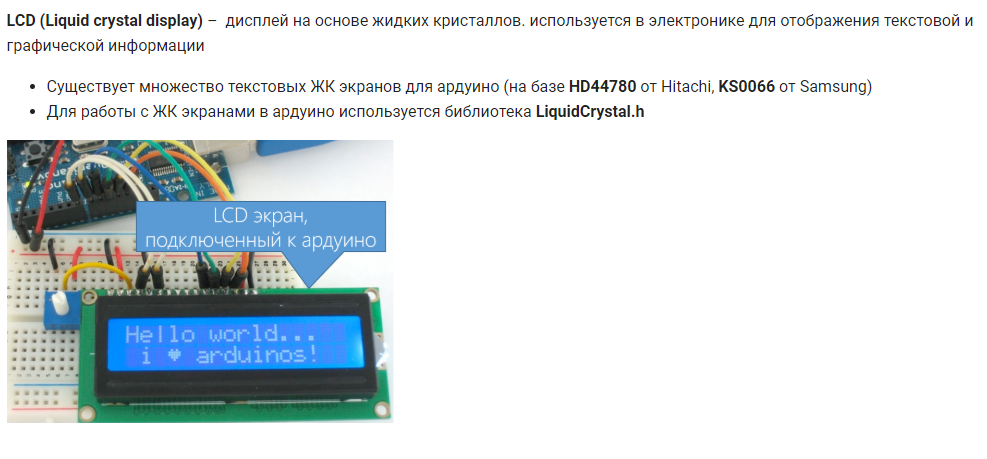 LCD (Liquid crystal display) – дисплей на основе жидких кристаллов. используется в электронике для отображения текстовой и
графической информации
• Существует множество текстовых ЖК экранов для ардуино (на базе HD44780 от Hitachi, KS0066 от Samsung)
• Для работы с ЖК экранами в ардуино используется библиотека LiquidCrystal.h
LCD экран,
подключенный к ардуино
Hello world...
i ♥ arduinos!